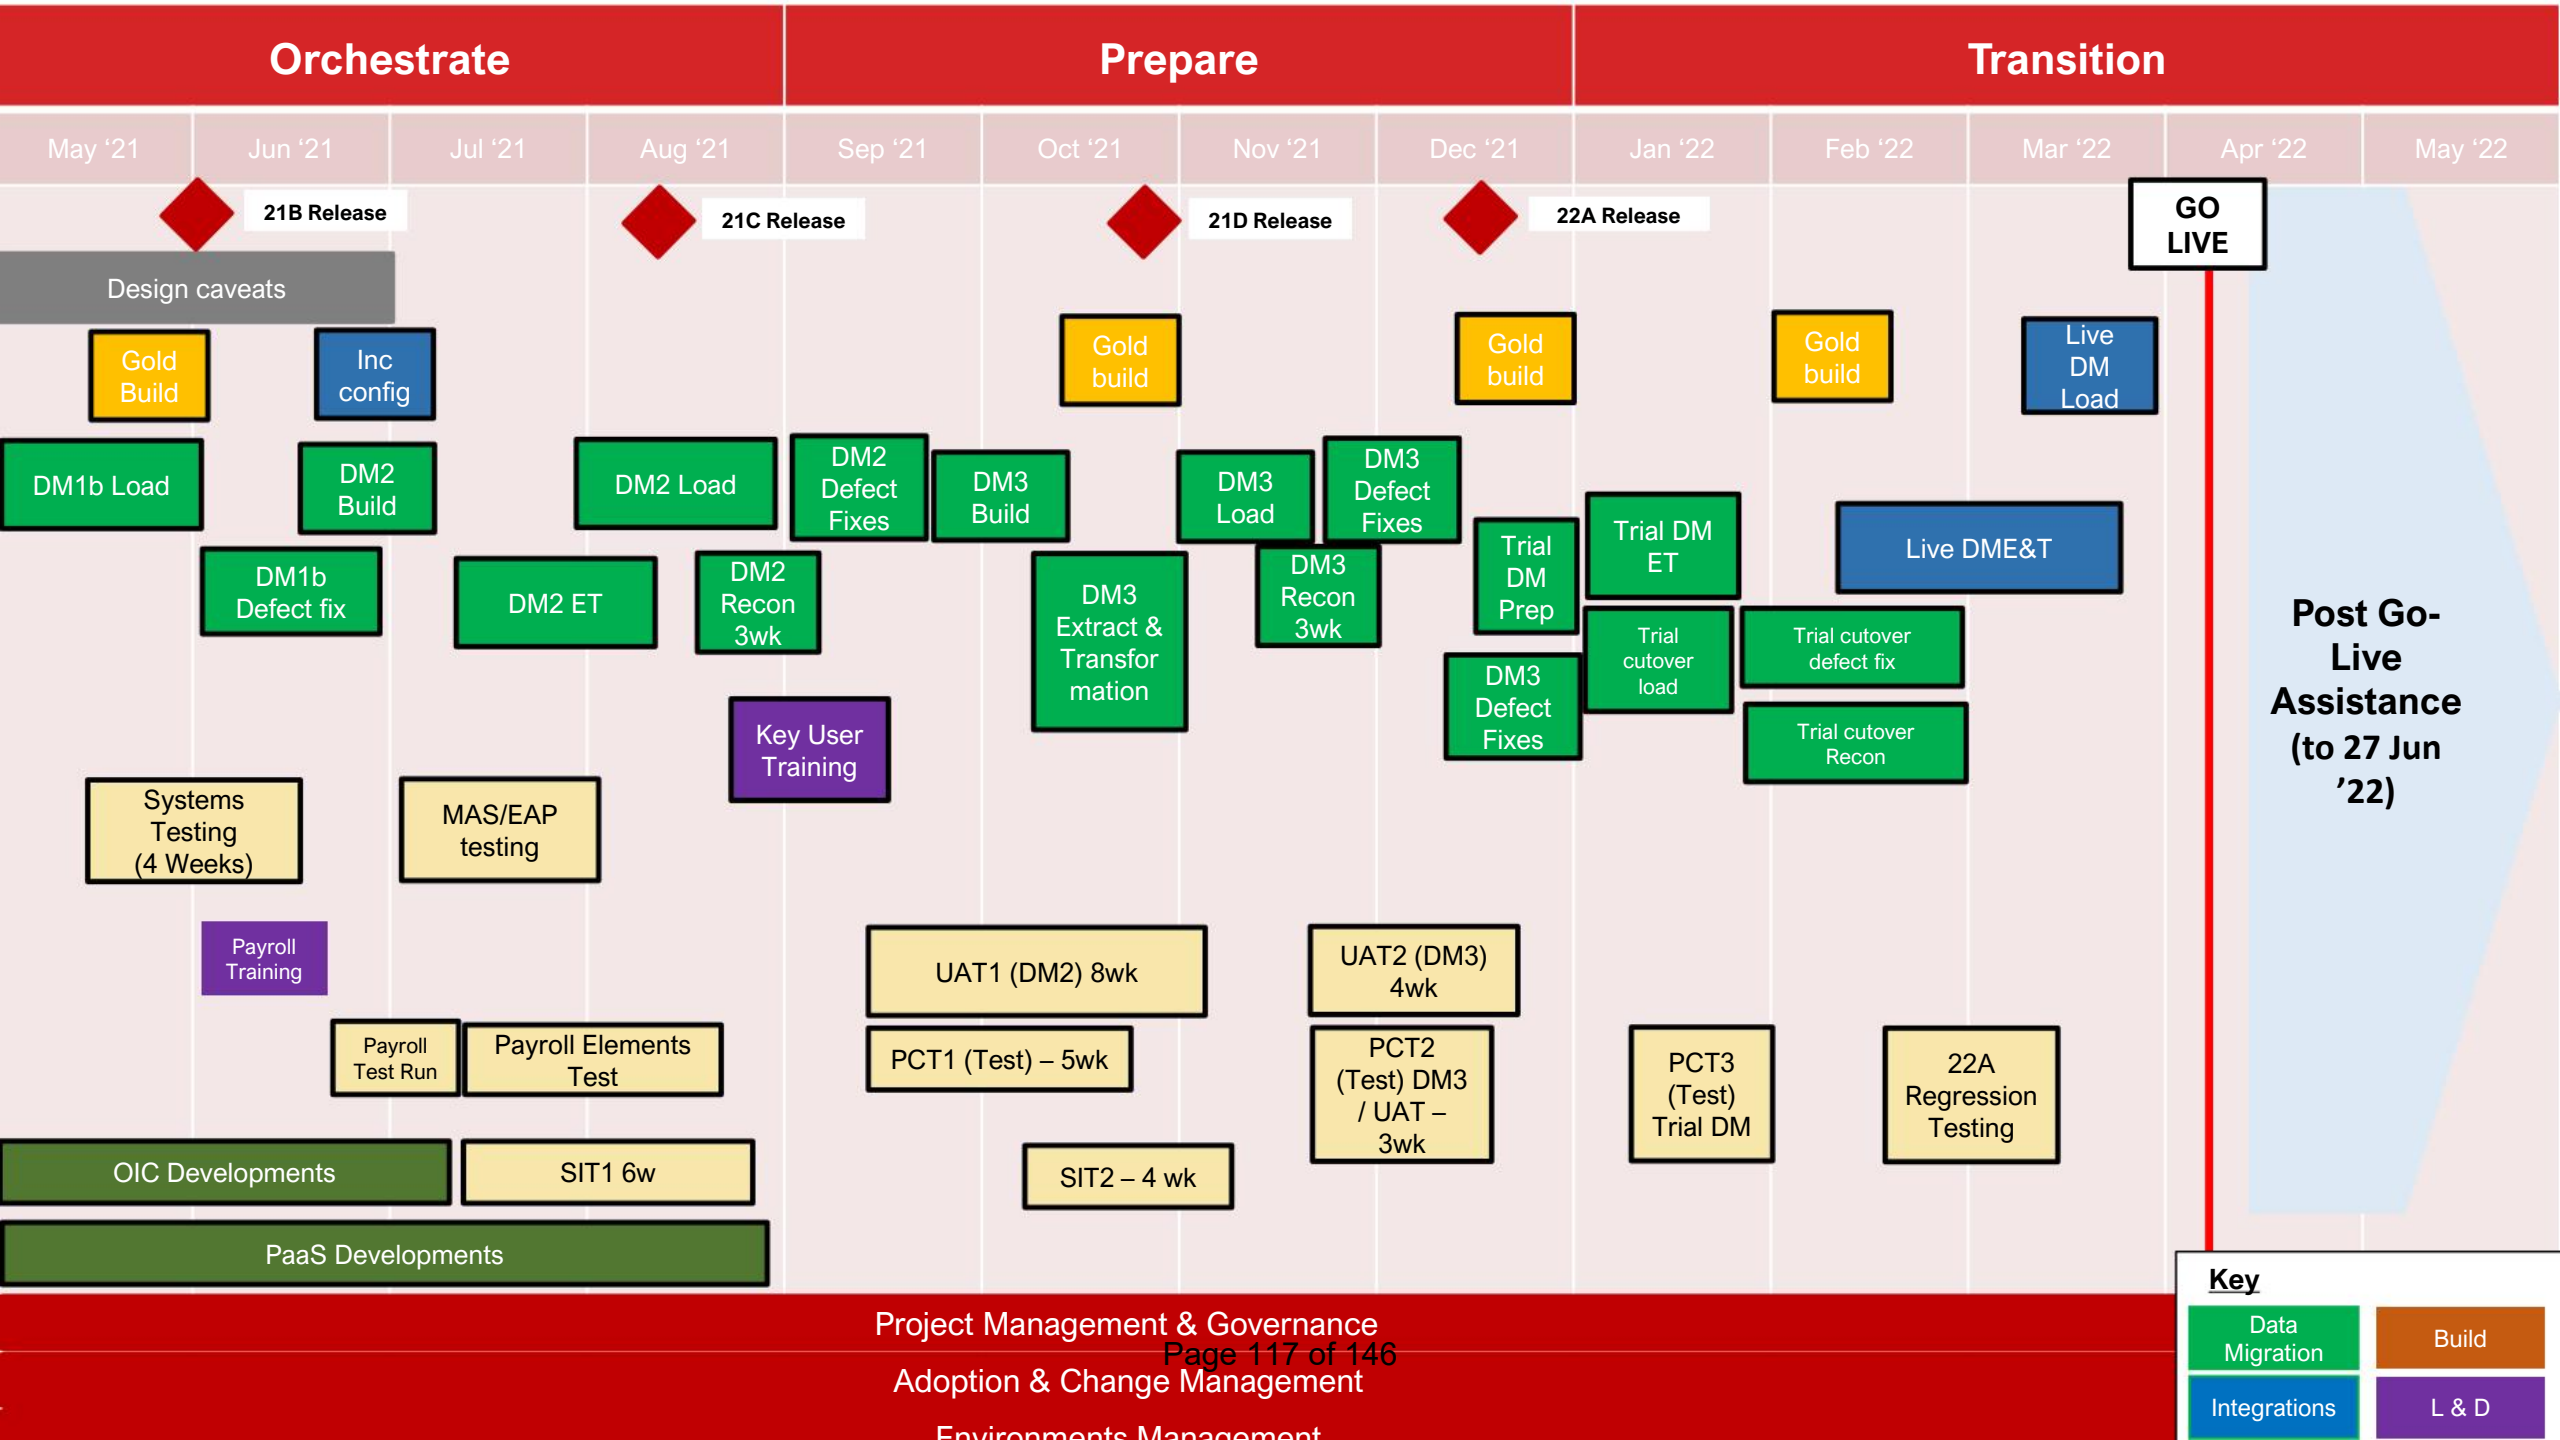 Orchestrate
Prepare
Transition
May ‘21
Jun ‘21
Jul ‘21
Aug ‘21
Sep ‘21
Oct ‘21
Nov ‘21
Dec ‘21
Jan ‘22
Feb ‘22
Mar ‘22
Apr ‘22
May ‘22
21B Release
21C Release
21D Release
22A Release
GO
LIVE
Design caveats
Gold
Build
Inc
config
Gold
build
Gold
build
Gold
build
Live
DM
Load
DM1b Load
DM2
Build
DM2 Load
DM2
Defect
Fixes
DM3
Build
DM3
Load
DM3
Defect
Fixes
Trial
DM
Prep
Trial DM
ET
Live DME&T
DM1b
Defect fix
DM2 ET
DM2
Recon
3wk
DM3
Extract &
Transfor
mation
DM3
Recon
3wk
DM3
Defect
Fixes
Trial
cutover
load
Trial cutover
defect fix
Trial cutover
Recon
Post Go-
Live
Assistance
(to 27 Jun
’22)
Key User
Training
Systems
Testing
(4 Weeks)
MAS/EAP
testing
Payroll
Training
UAT1 (DM2) 8wk
UAT2 (DM3)
4wk
Payroll
Test Run
Payroll Elements
Test
PCT1 (Test) – 5wk
PCT2
(Test) DM3
/ UAT –
3wk
PCT3
(Test)
Trial DM
22A
Regression
Testing
OIC Developments
SIT1 6w
SIT2 – 4 wk
PaaS Developments
Key
Data
Migration
Build
Integrations
L & D
Project Management & Governance
Page 117 of 146
Adoption & Change Management
Environments Management